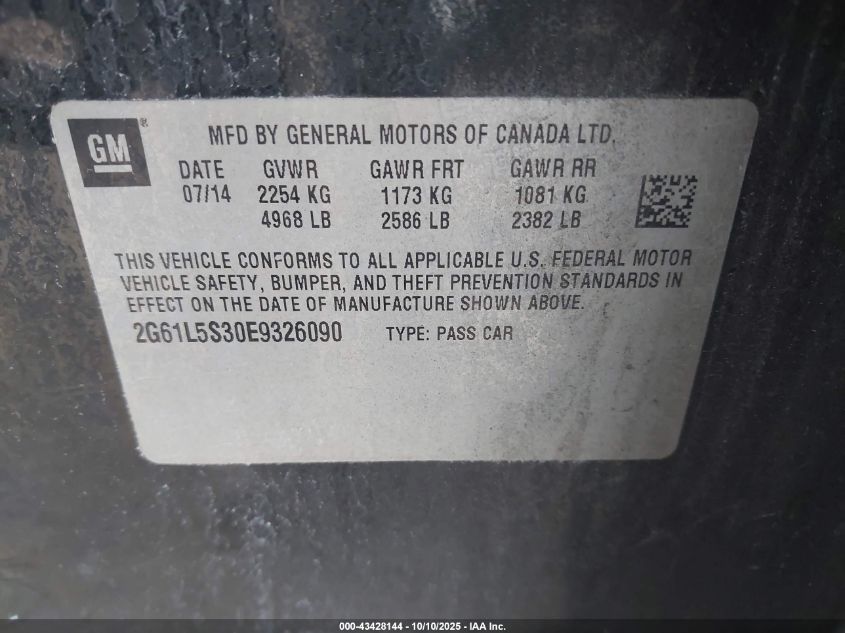 GM®
MFD BY GENERAL MOTORS OF CANADA LTD.
DATE GVWR GAWR FRT GAWR RR
07/14 2254 KG 1173 KG 1081 KG
4968 LB 2586 LB 2382 LB
THIS VEHICLE CONFORMS TO ALL APPLICABLE U.S. FEDERAL MOTOR
VEHICLE SAFETY, BUMPER, AND THEFT PREVENTION STANDARDS IN
EFFECT ON THE DATE OF MANUFACTURE SHOWN ABOVE.
2G61L5S30E9326090 TYPE: PASS CAR
000-43428144 - 10/10/2025 - IAA Inc.